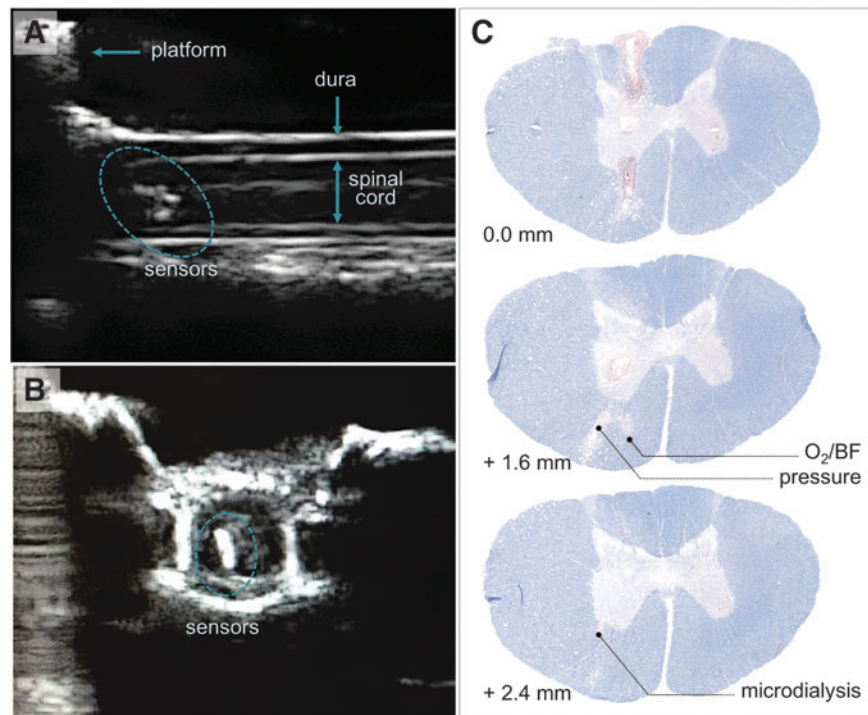 A
platform
dura
spinal
cord
sensors
B
sensors
C
0.0 mm
+ 1.6 mm
O₂/BF
pressure
+ 2.4 mm
microdialysis